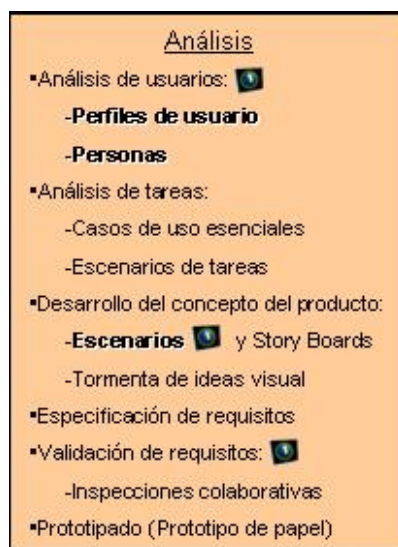 Análisis
▪Análisis de usuarios:
-Perfiles de usuario
-Personas
▪Análisis de tareas:
-Casos de uso esenciales
-Escenarios de tareas
▪Desarrollo del concepto del producto:
-Escenarios y Story Boards
-Tormenta de ideas visual
▪Especificación de requisitos
▪Validación de requisitos:
-Inspecciones colaborativas
▪Prototipado (Prototipo de papel)